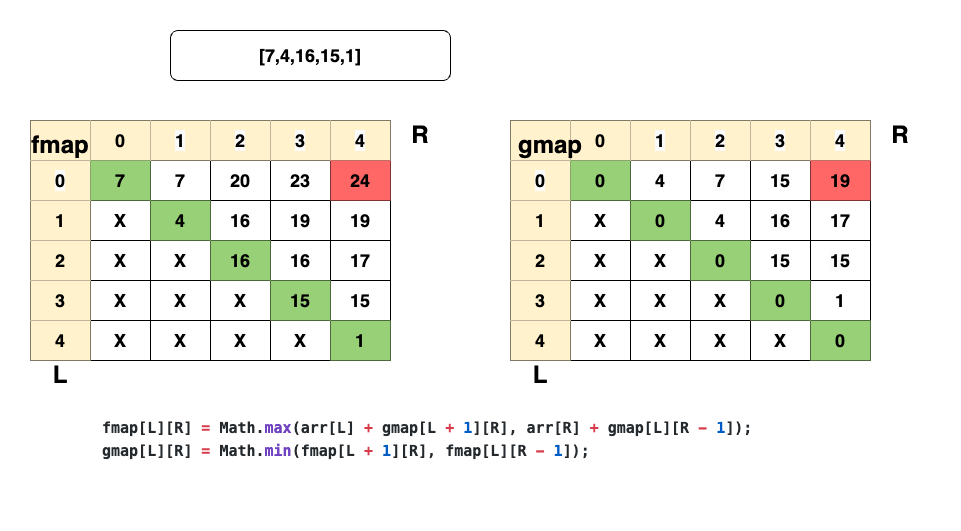 [7,4,16,15,1]
fmap 0 1 2 3 4 R
0 7 7 20 23 24
1 X 4 16 19 19
2 X X 16 16 17
3 X X X 15 15
4 X X X X 1
L
gmap 0 1 2 3 4 R
0 0 4 7 15 19
1 X 0 4 16 17
2 X X 0 15 15
3 X X X 0 1
4 X X X X 0
L
fmap[L][R] = Math.max(arr[L] + gmap[L + 1][R], arr[R] + gmap[L][R - 1]);
gmap[L][R] = Math.min(fmap[L + 1][R], fmap[L][R - 1]);